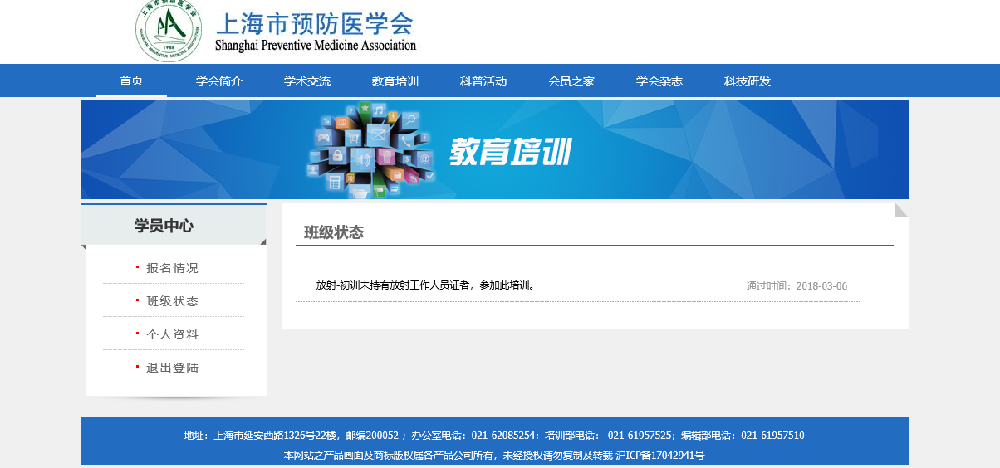 上海市预防医学会
Shanghai Preventive Medicine Association
首页 学会简介 学术交流 教育培训 科普活动 会员之家 学会杂志 科技研发
教育培训
学员中心
报名情况
班级状态
个人资料
退出登陆
班级状态
放射-初训未持有放射工作人员证者，参加此培训。 通过时间：2018-03-06
地址：上海市延安西路1326号22楼，邮编200052 ；办公室电话：021-62085254；培训部电话： 021-61957525；编辑部电话：021-61957510
本网站之产品画面及商标版权属各产品公司所有，未经授权请勿复制及转载 沪ICP备17042941号